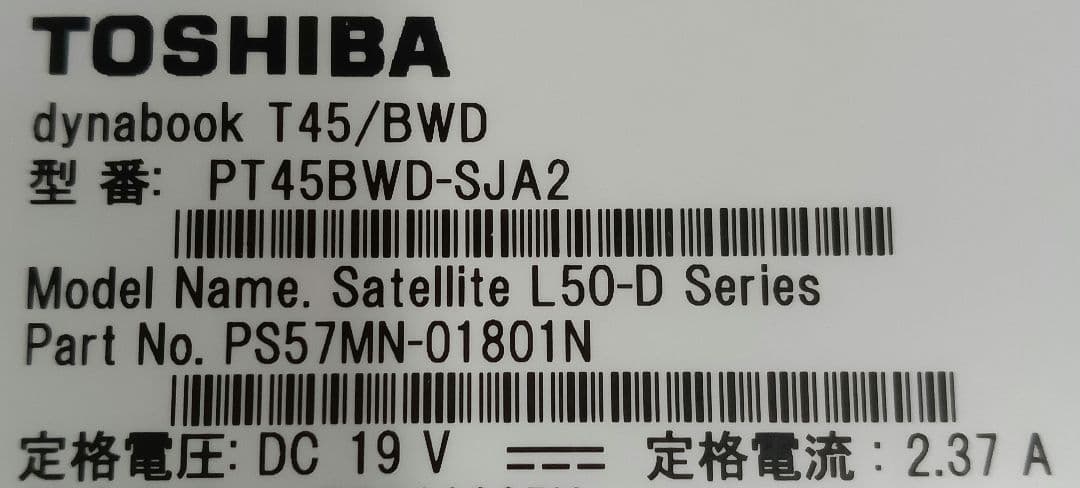 TOSHIBA
dynabook T45/BWD
型 番: PT45BWD-SJA2
Model Name. Satellite L50-D Series
Part No. PS57MN-01801N
定格電圧: DC 19 V ⎓ 定格電流: 2.37 A